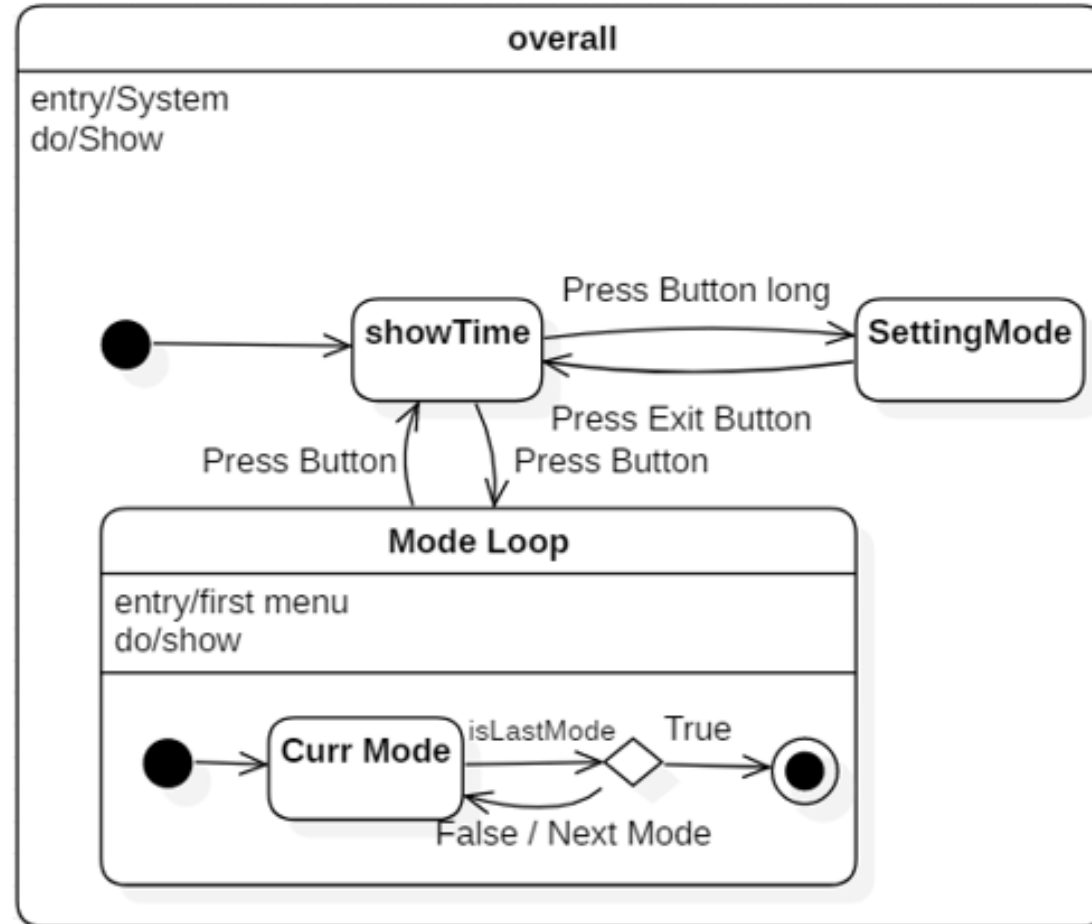 overall
entry/System
do/Show
Press Button long
showTime
SettingMode
Press Exit Button
Press Button
Press Button
Mode Loop
entry/first menu
do/show
isLastMode
True
Curr Mode
False / Next Mode